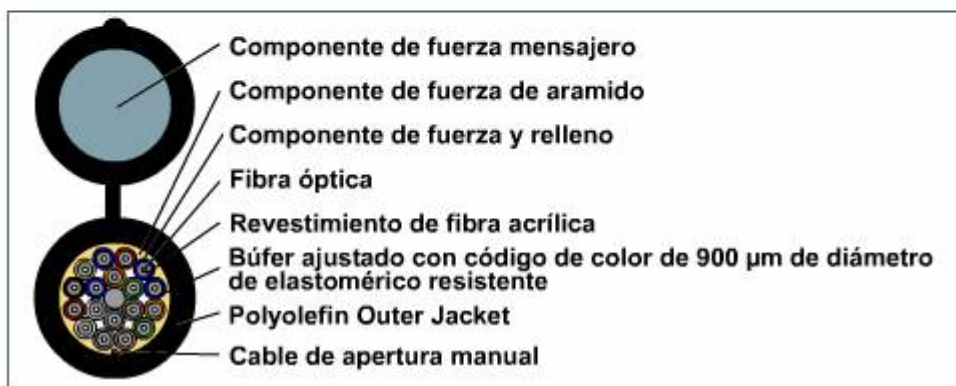 Componente de fuerza mensajero
Componente de fuerza de aramido
Componente de fuerza y relleno
Fibra óptica
Revestimiento de fibra acrílica
Búfer ajustado con código de color de 900 µm de diámetro
de elastomérico resistente
Polyolefin Outer Jacket
Cable de apertura manual